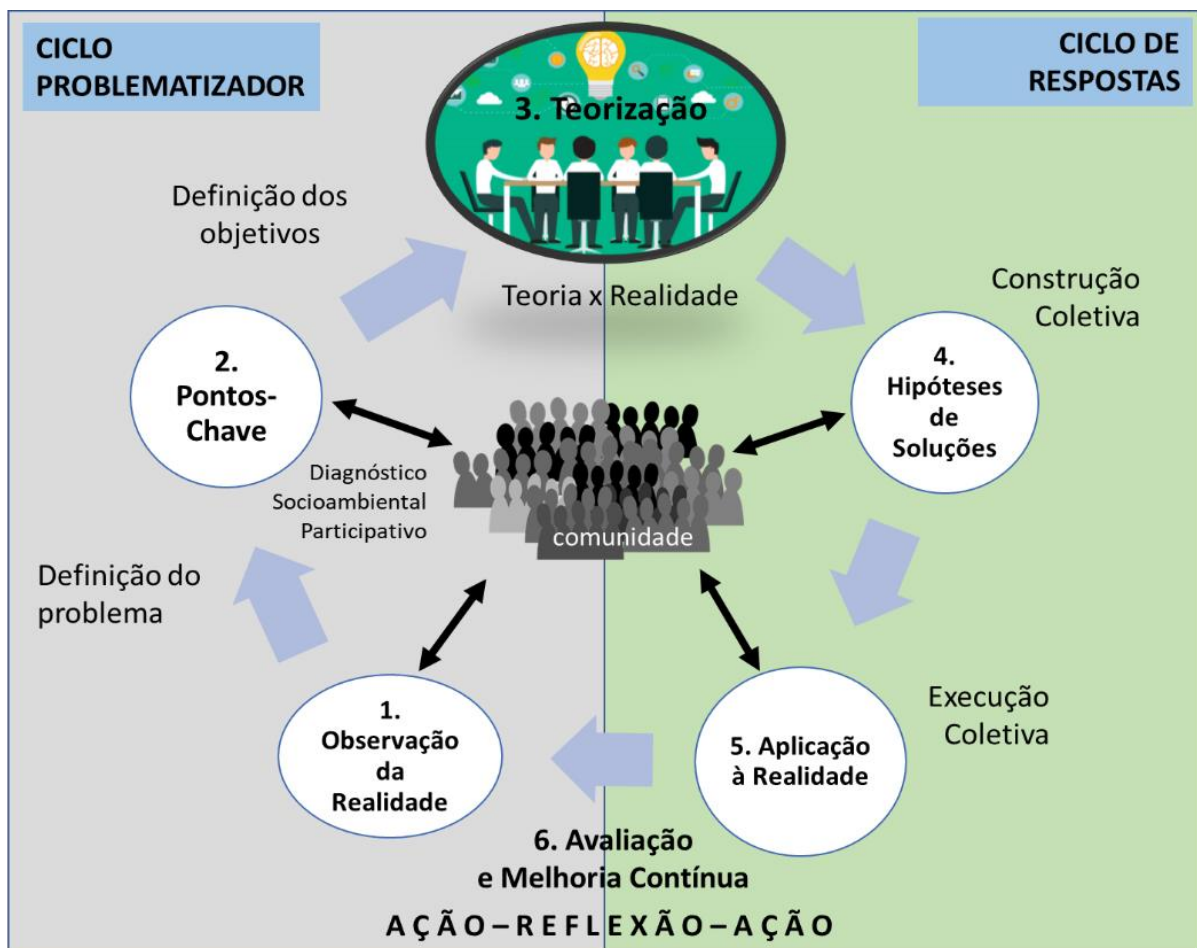 CICLO
PROBLEMATIZADOR
CICLO DE
RESPOSTAS
3. Teorização
Definição dos
objetivos
Teoria x Realidade
Construção
Coletiva
2.
Pontos-
Chave
4.
Hipóteses
de
Soluções
Diagnóstico
Socioambiental
Participativo
comunidade
Definição do
problema
1.
Observação
da
Realidade
5. Aplicação
à Realidade
Execução
Coletiva
6. Avaliação
e Melhoria Contínua
AÇÃO – REFLEXÃO – AÇÃO